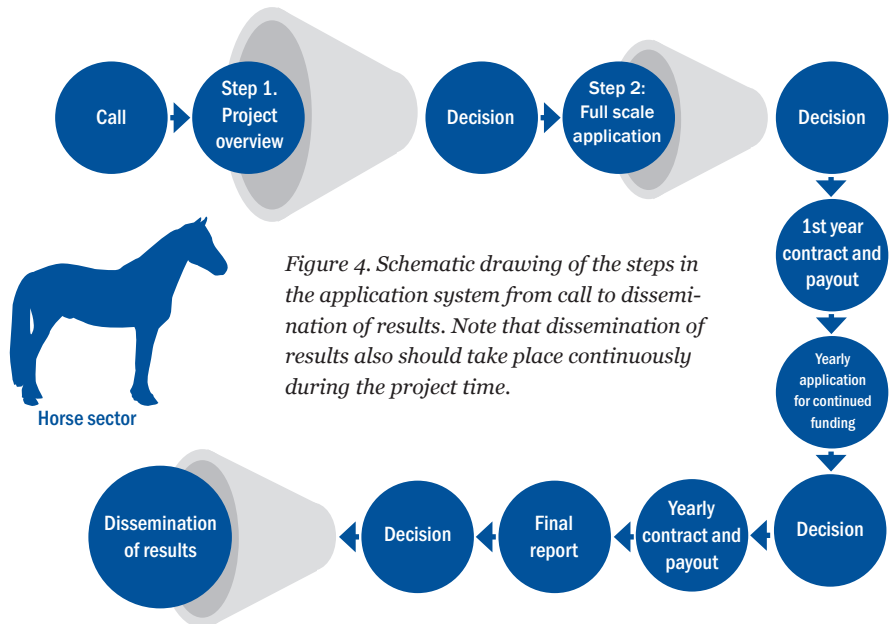 Call
Step 1.
Project
overview
Decision
Step 2:
Full scale
application
Decision
1st year
contract and
payout
Figure 4. Schematic drawing of the steps in
the application system from call to dissemi-
nation of results. Note that dissemination of
results also should take place continuously
during the project time.
Horse sector
Yearly
application
for continued
funding
Decision
Yearly
contract and
payout
Final
report
Decision
Dissemination
of results